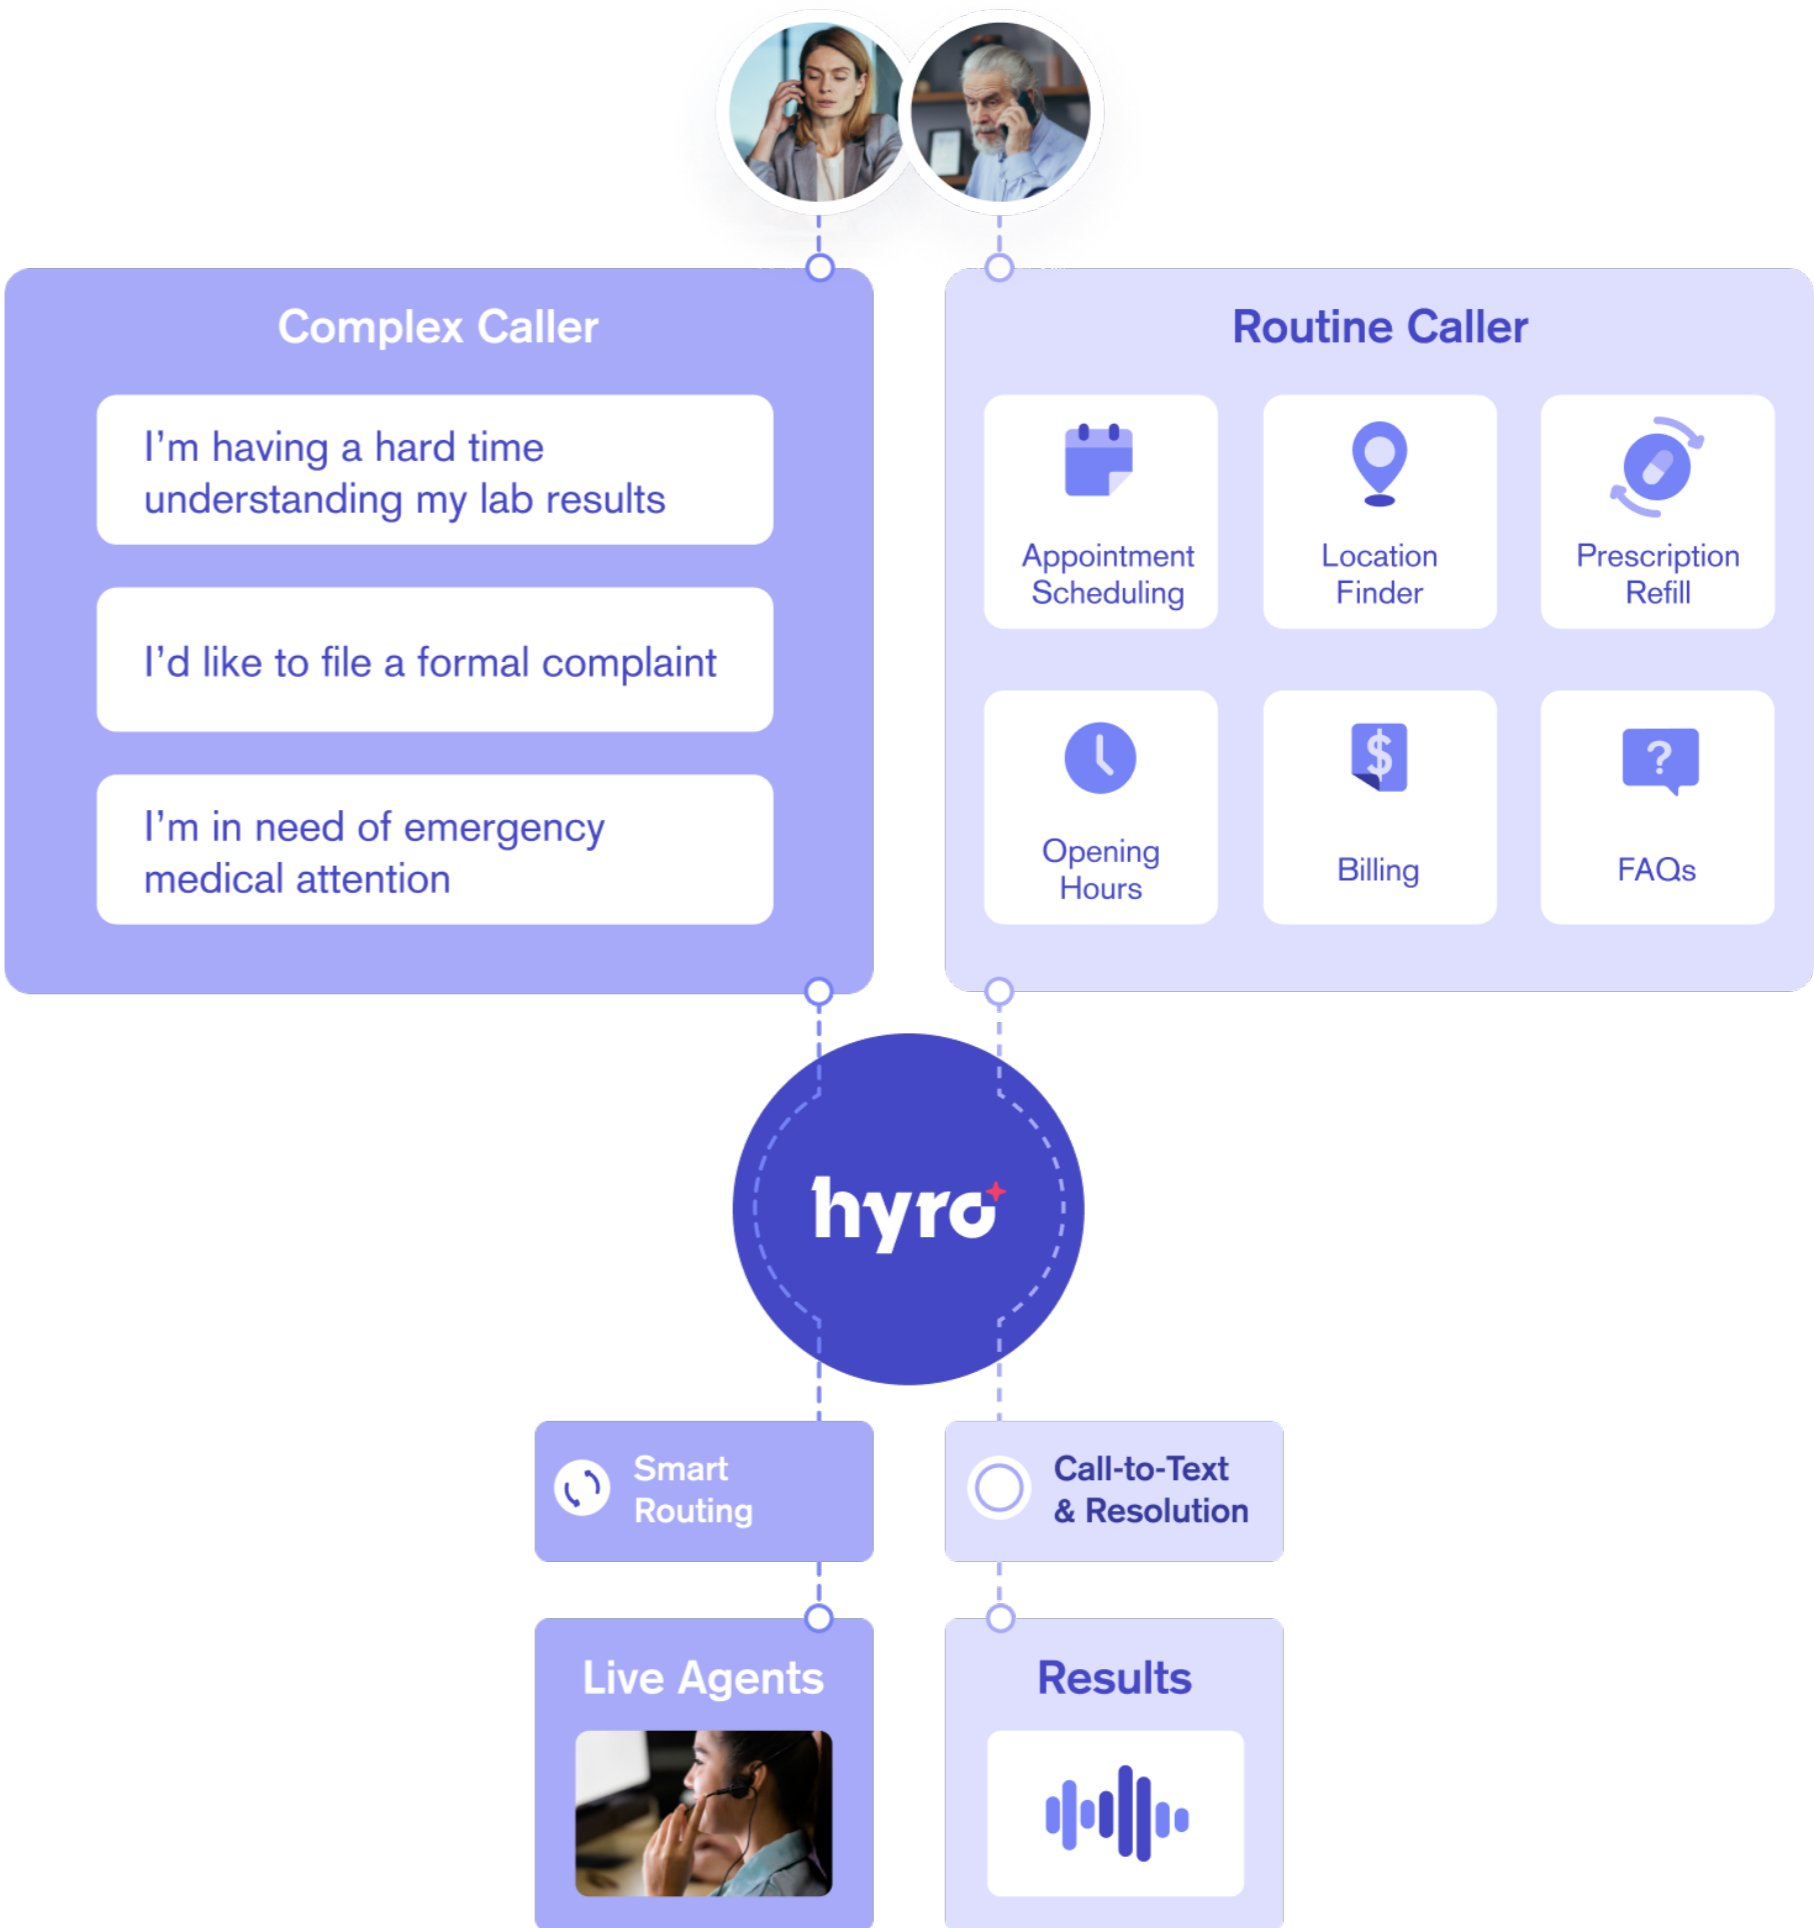 Complex Caller
I'm having a hard time
understanding my lab results
I'd like to file a formal complaint
I'm in need of emergency
medical attention
Routine Caller
Appointment
Scheduling
Location
Finder
Prescription
Refill
Opening
Hours
$
Billing
?
FAQs
hyro
Smart
Routing
Call-to-Text
& Resolution
Live Agents
Results